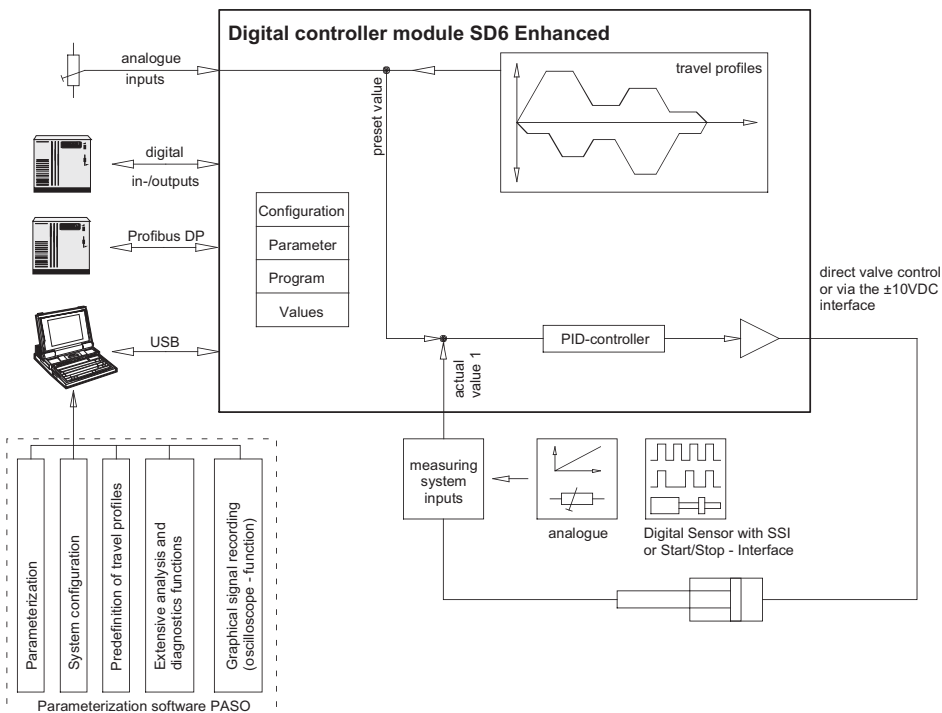 Digital controller module SD6 Enhanced
analogue
inputs
travel profiles
preset value
digital
in-/outputs
Configuration
Parameter
Program
Values
Profibus DP
direct valve control
or via the ±10VDC
interface
USB
PID-controller
actual
value 1
measuring
system
inputs
analogue
Digital Sensor with SSI
or Start/Stop - Interface
Parameterization
System configuration
Predefinition of travel profiles
Extensive analysis and
diagnostics functions
Graphical signal recording
(oscilloscope - function)
Parameterization software PASO